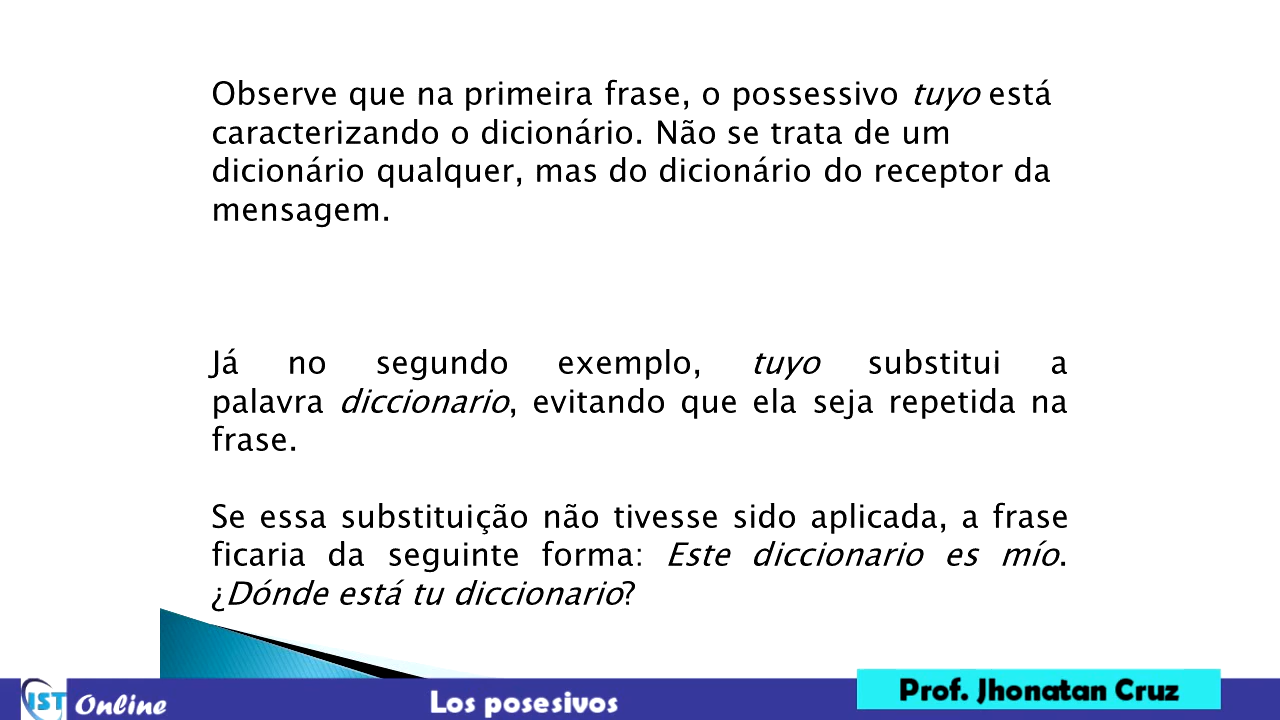 Observe que na primeira frase, o possessivo tuyo está
caracterizando o dicionário. Não se trata de um
dicionário qualquer, mas do dicionário do receptor da
mensagem.
Já no segundo exemplo, tuyo substitui a
palavra diccionario, evitando que ela seja repetida na
frase.
Se essa substituição não tivesse sido aplicada, a frase
ficaria da seguinte forma: Este diccionario es mío.
¿Dónde está tu diccionario?
IST Online
Los posesivos
Prof. Jhonatan Cruz